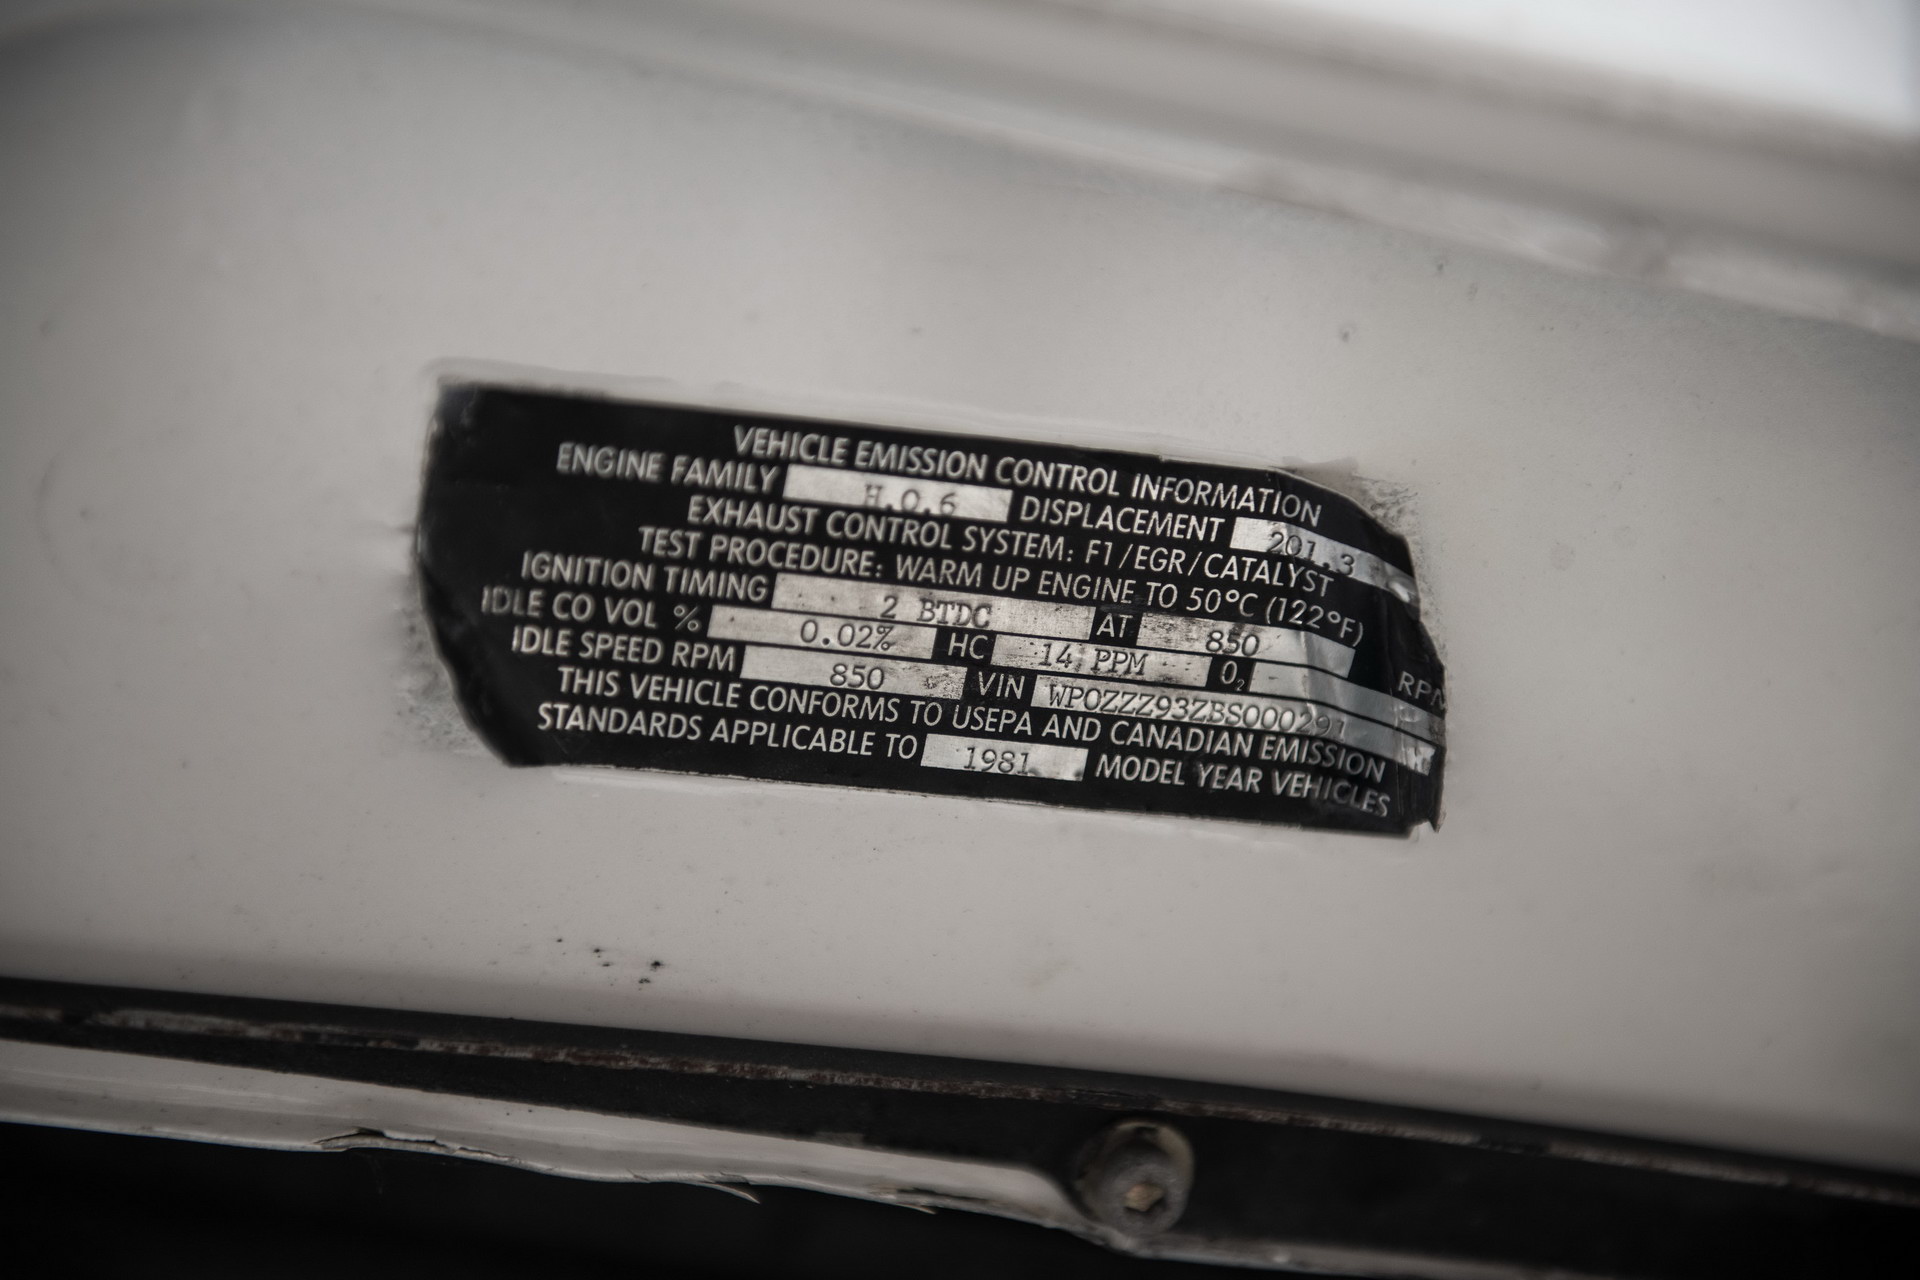 VEHICLE EMISSION CONTROL INFORMATION
ENGINE FAMILY H.O.6 DISPLACEMENT 201.3
EXHAUST CONTROL SYSTEM: F1/EGR/CATALYST
TEST PROCEDURE: WARM UP ENGINE TO 50°C (122°F)
IGNITION TIMING 2 BTDC AT 850
IDLE CO VOL % 0.02% HC 14 PPM O₂
IDLE SPEED RPM 850 VIN WPOZZZ93ZBS000291
THIS VEHICLE CONFORMS TO USEPA AND CANADIAN EMISSION
STANDARDS APPLICABLE TO 1981 MODEL YEAR VEHICLES